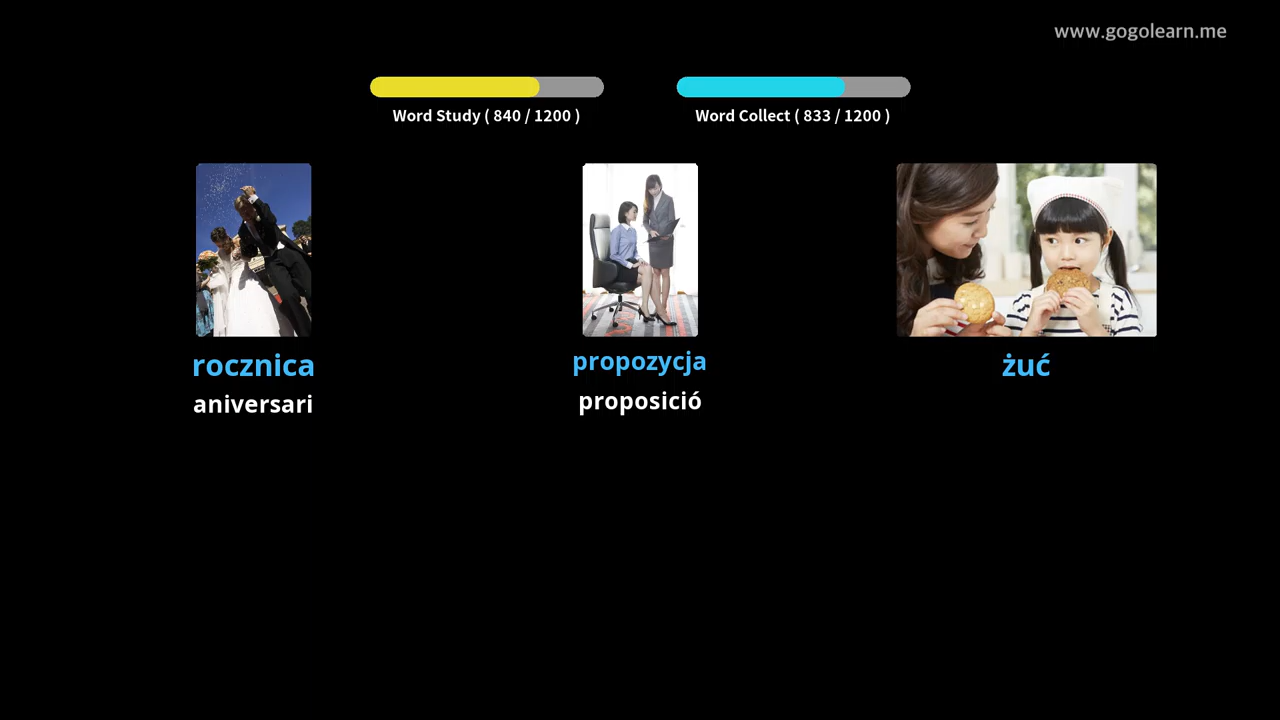 www.gogolearn.me
Word Study ( 840 / 1200 )
Word Collect ( 833 / 1200 )
rocznica
aniversari
propozycja
proposició
żuć